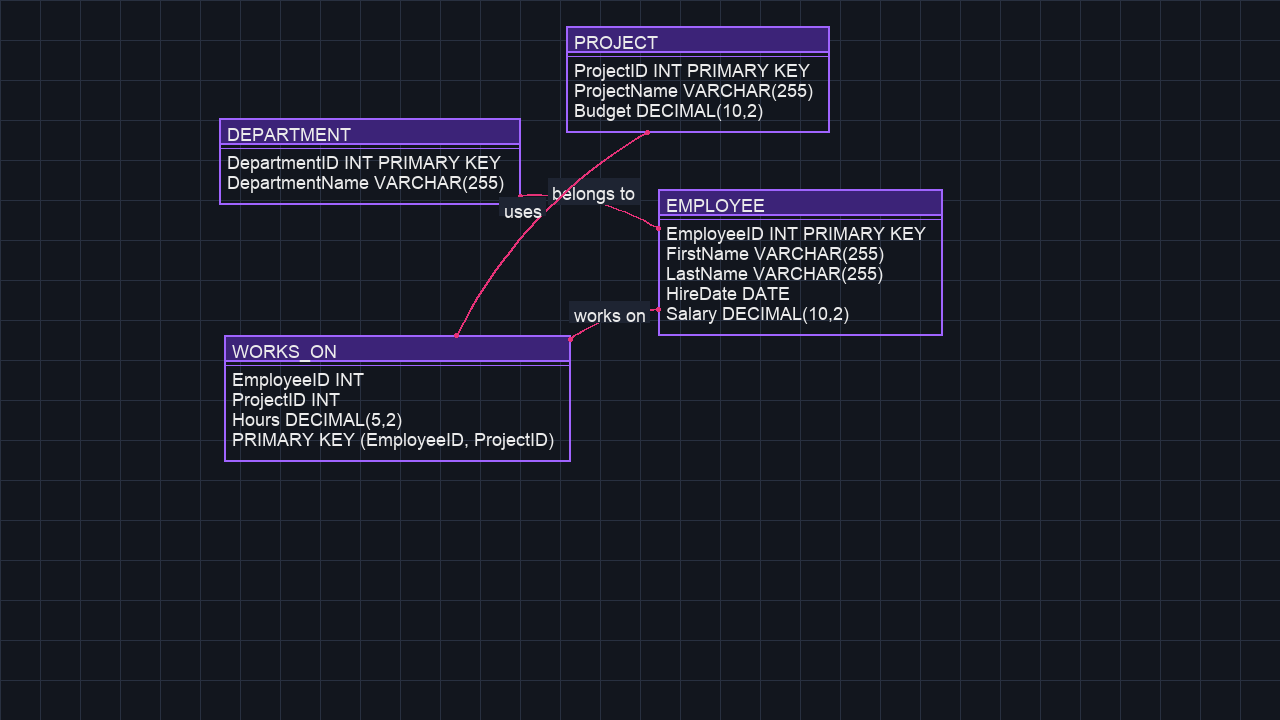 PROJECT
ProjectID INT PRIMARY KEY
ProjectName VARCHAR(255)
Budget DECIMAL(10,2)
DEPARTMENT
DepartmentID INT PRIMARY KEY
DepartmentName VARCHAR(255)
belongs to
uses
EMPLOYEE
EmployeeID INT PRIMARY KEY
FirstName VARCHAR(255)
LastName VARCHAR(255)
HireDate DATE
Salary DECIMAL(10,2)
works on
WORKS_ON
EmployeeID INT
ProjectID INT
Hours DECIMAL(5,2)
PRIMARY KEY (EmployeeID, ProjectID)